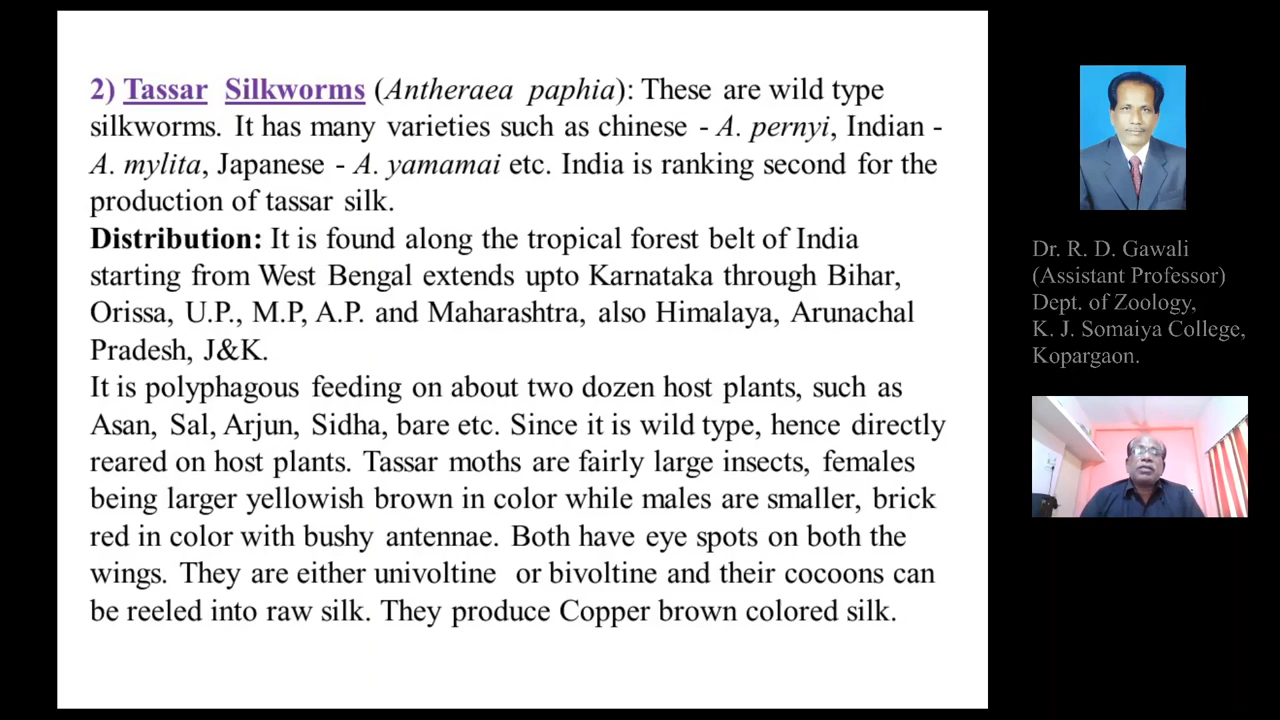 2) Tassar Silkworms (Antheraea paphia): These are wild type
silkworms. It has many varieties such as chinese - A. pernyi, Indian -
A. mylita, Japanese - A. yamamai etc. India is ranking second for the
production of tassar silk.
Distribution: It is found along the tropical forest belt of India
starting from West Bengal extends upto Karnataka through Bihar,
Orissa, U.P., M.P, A.P. and Maharashtra, also Himalaya, Arunachal
Pradesh, J&K.
It is polyphagous feeding on about two dozen host plants, such as
Asan, Sal, Arjun, Sidha, bare etc. Since it is wild type, hence directly
reared on host plants. Tassar moths are fairly large insects, females
being larger yellowish brown in color while males are smaller, brick
red in color with bushy antennae. Both have eye spots on both the
wings. They are either univoltine or bivoltine and their cocoons can
be reeled into raw silk. They produce Copper brown colored silk.
Dr. R. D. Gawali
(Assistant Professor)
Dept. of Zoology,
K. J. Somaiya College,
Kopargaon.